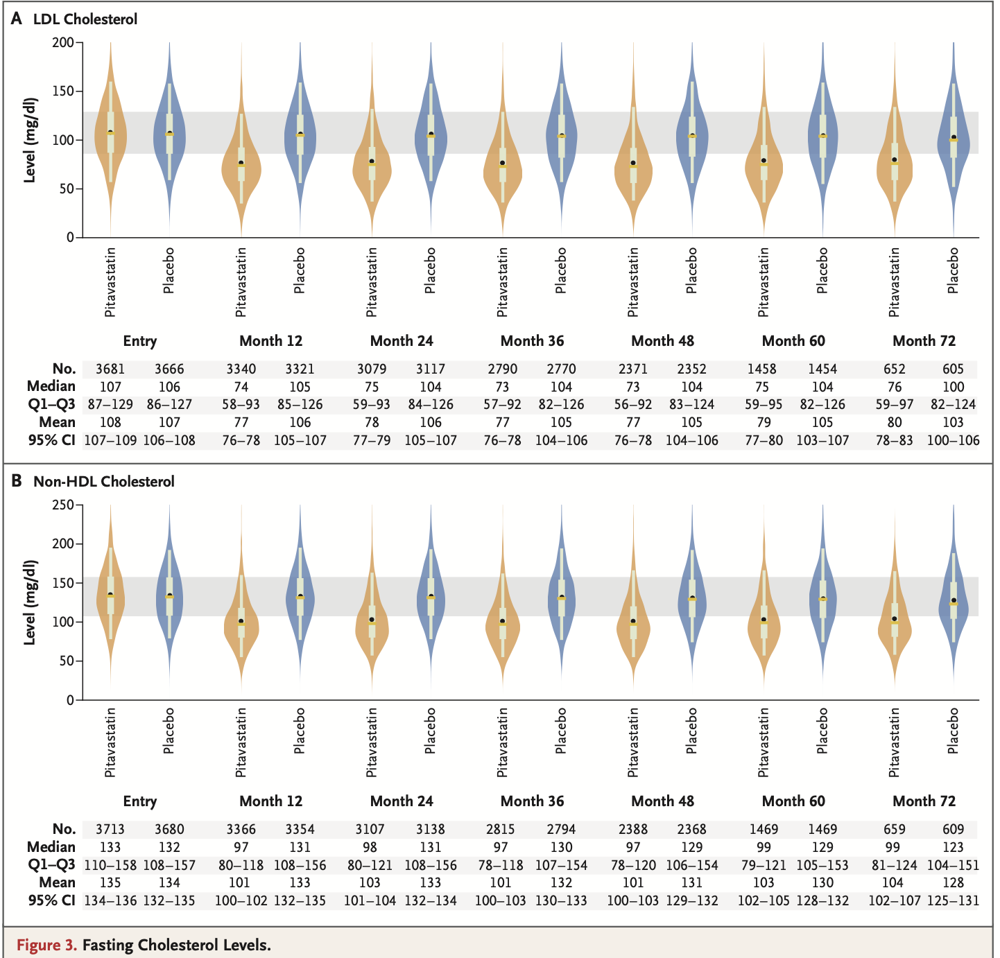 A LDL Cholesterol
200
150
100
50
0
Level (mg/dl)
Pitavastatin Placebo Pitavastatin Placebo Pitavastatin Placebo Pitavastatin Placebo Pitavastatin Placebo Pitavastatin Placebo Pitavastatin Placebo
Entry Month 12 Month 24 Month 36 Month 48 Month 60 Month 72
No. 3681 3666 3340 3321 3079 3117 2790 2770 2371 2352 1458 1454 652 605
Median 107 106 74 105 75 104 73 104 73 104 75 104 76 100
Q1–Q3 87–129 86–127 58–93 85–126 59–93 84–126 57–92 82–126 56–92 83–124 59–95 82–126 59–97 82–124
Mean 108 107 77 106 78 106 77 105 77 105 79 105 80 103
95% CI 107–109 106–108 76–78 105–107 77–79 105–107 76–78 104–106 76–78 104–106 77–80 103–107 78–83 100–106
B Non-HDL Cholesterol
250
200
150
100
50
0
Level (mg/dl)
Pitavastatin Placebo Pitavastatin Placebo Pitavastatin Placebo Pitavastatin Placebo Pitavastatin Placebo Pitavastatin Placebo Pitavastatin Placebo
Entry Month 12 Month 24 Month 36 Month 48 Month 60 Month 72
No. 3713 3680 3366 3354 3107 3138 2815 2794 2388 2368 1469 1469 659 609
Median 133 132 97 131 98 131 97 130 97 129 99 129 99 123
Q1–Q3 110–158 108–157 80–118 108–156 80–121 108–156 78–118 107–154 78–120 106–154 79–121 105–153 81–124 104–151
Mean 135 134 101 133 103 133 101 132 101 131 103 130 104 128
95% CI 134–136 132–135 100–102 132–135 101–104 132–134 100–103 130–133 100–103 129–132 102–105 128–132 102–107 125–131
Figure 3. Fasting Cholesterol Levels.